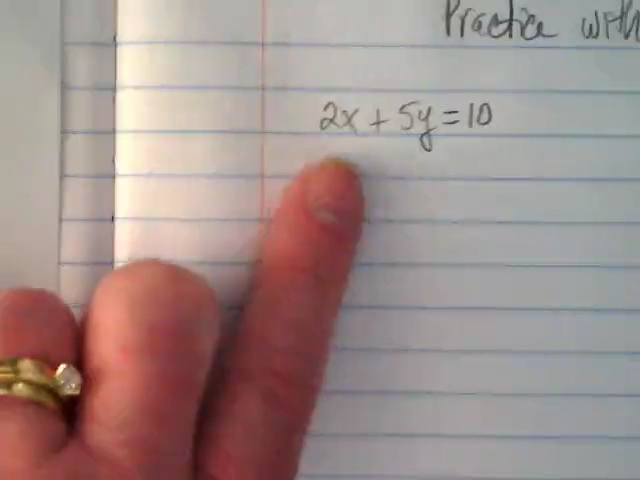 Practice with
2x + 5y = 10